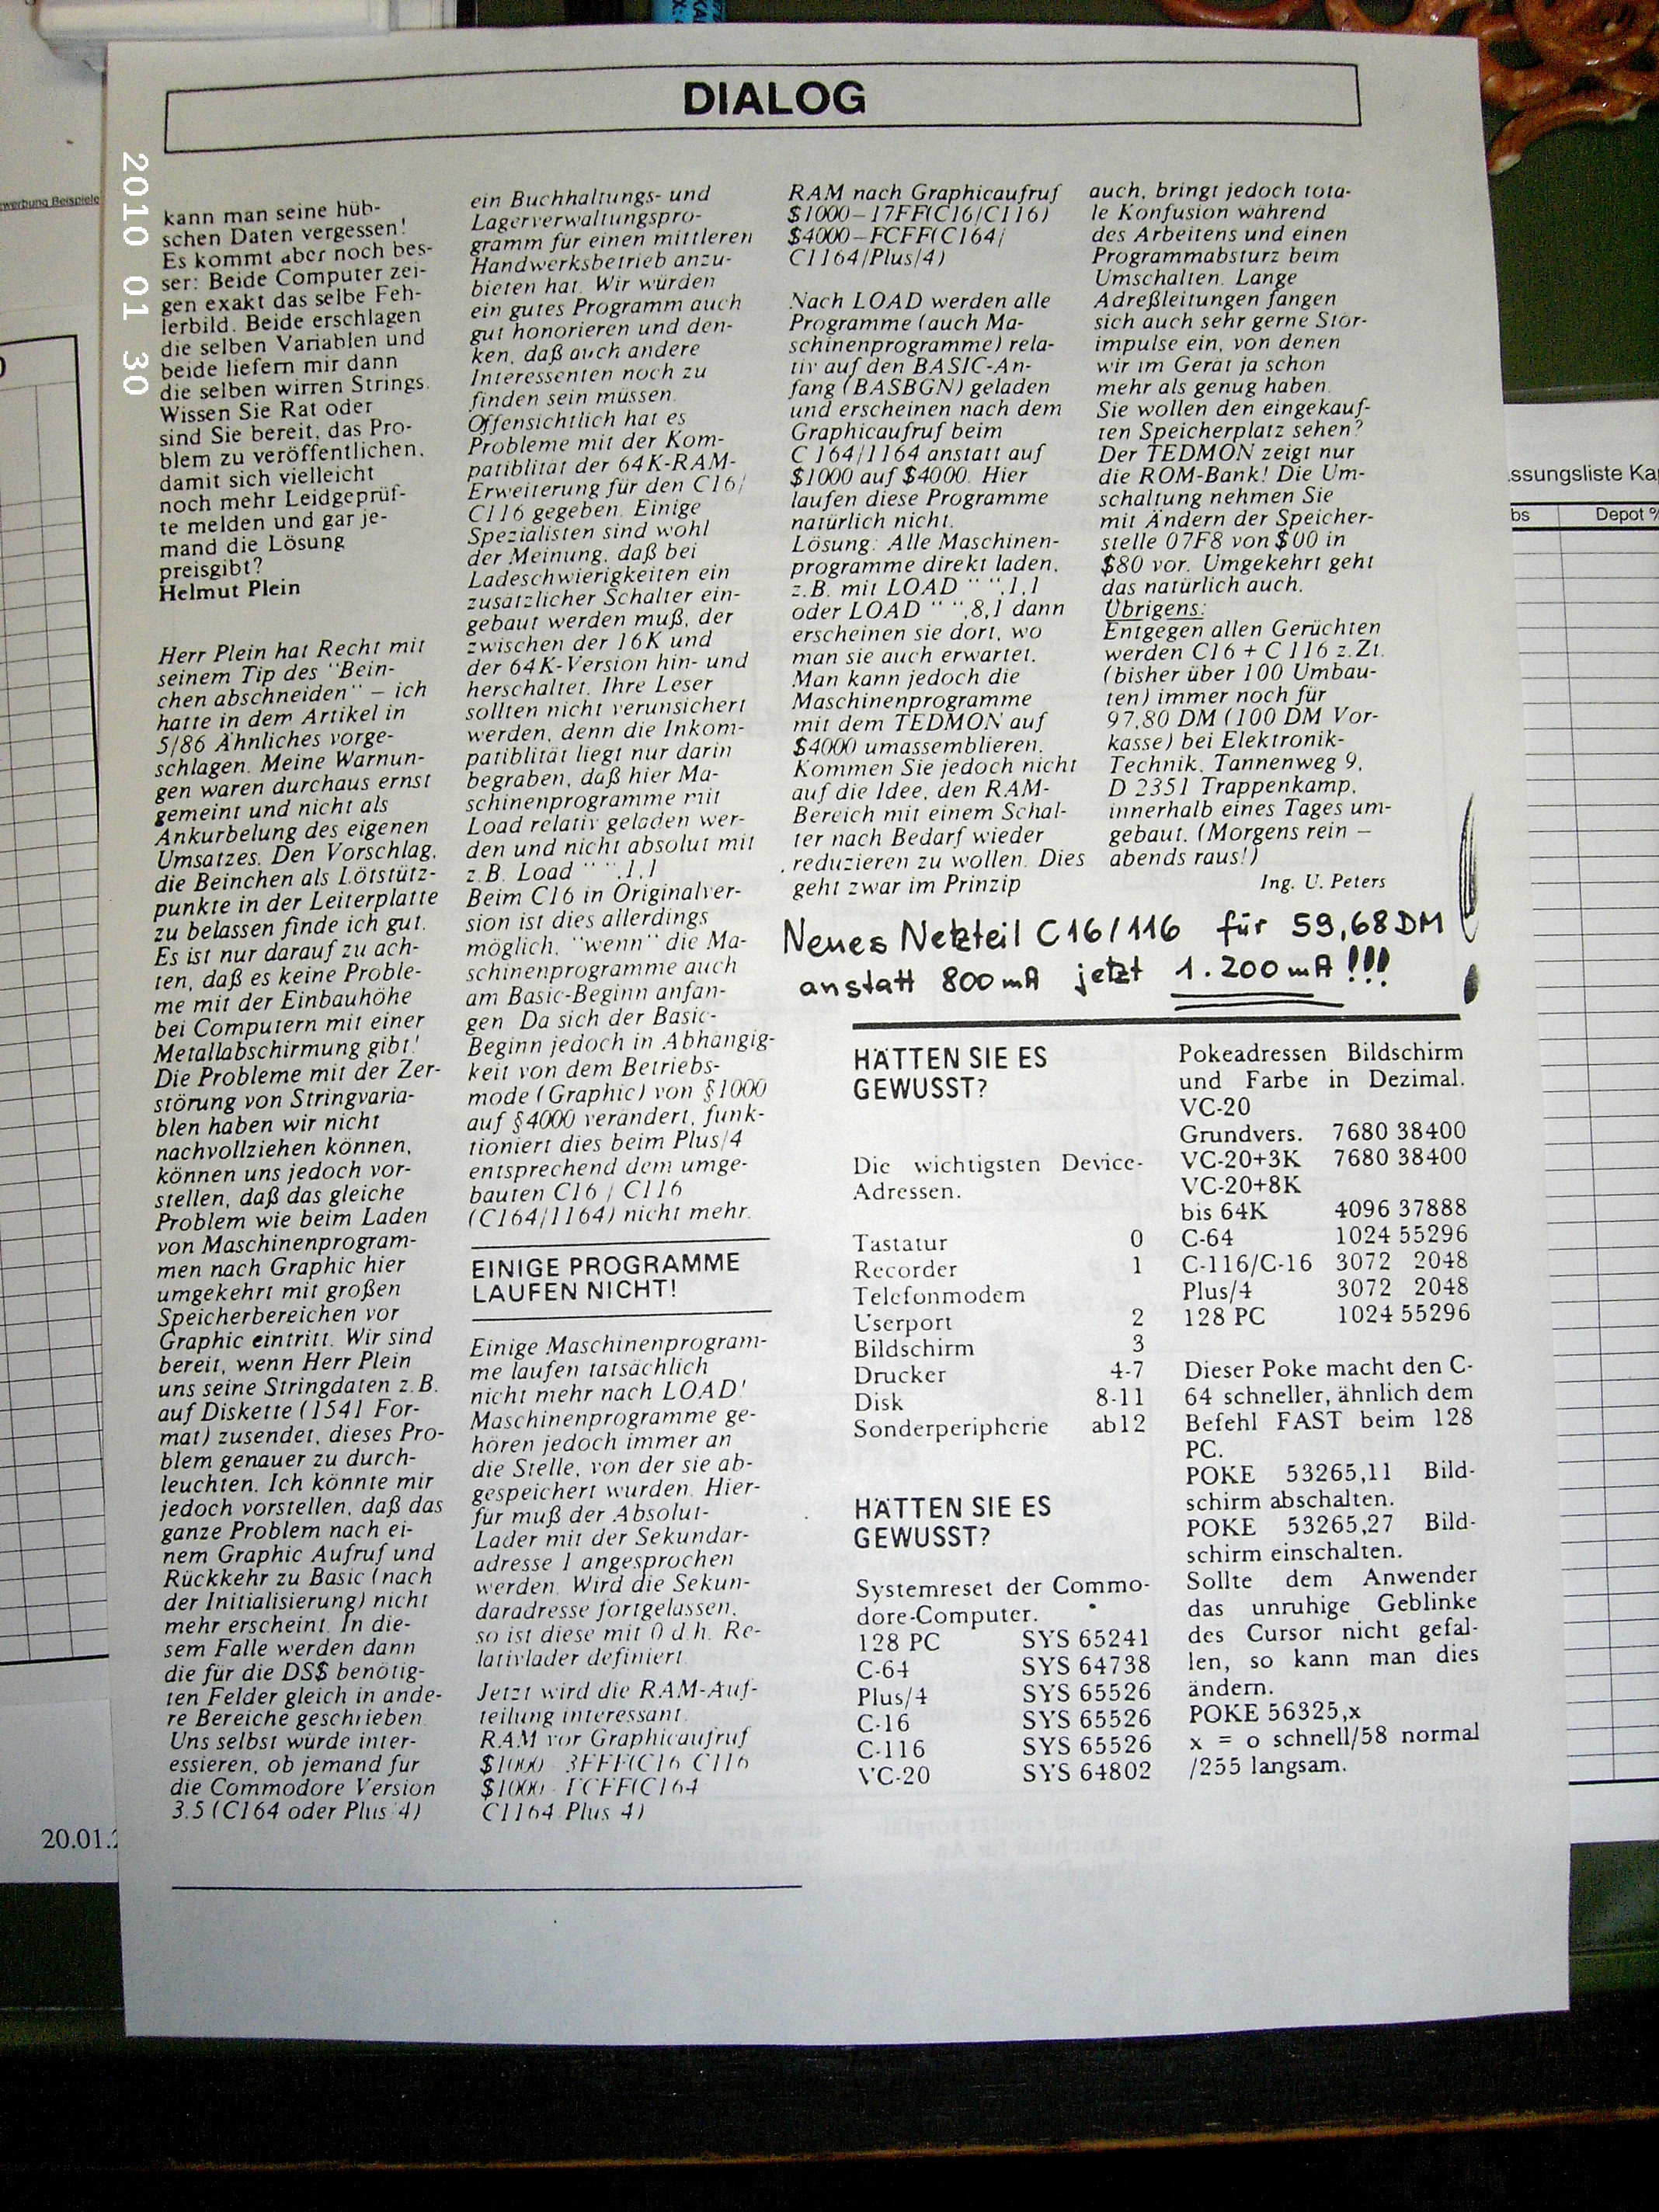 DIALOG
kann man seine hüb-
schen Daten vergessen!
Es kommt aber noch bes-
ser: Beide Computer zei-
gen exakt das selbe Feh-
lerbild. Beide erschlagen
die selben Variablen und
beide liefern mir dann
die selben wirren Strings.
Wissen Sie Rat oder
sind Sie bereit, das Pro-
blem zu veröffentlichen,
damit sich vielleicht
noch mehr Leidgeprüf-
te melden und gar je-
mand die Lösung
preisgibt?
Helmut Plein
Herr Plein hat Recht mit
seinem Tip des "Bein-
chen abschneiden" – ich
hatte in dem Artikel in
5/86 Ähnliches vorge-
schlagen. Meine Warnun-
gen waren durchaus ernst
gemeint und nicht als
Ankurbelung des eigenen
Umsatzes. Den Vorschlag,
die Beinchen als Lötstütz-
punkte in der Leiterplatte
zu belassen finde ich gut.
Es ist nur darauf zu ach-
ten, daß es keine Proble-
me mit der Einbauhöhe
bei Computern mit einer
Metallabschirmung gibt!
Die Probleme mit der Zer-
störung von Stringvaria-
blen haben wir nicht
nachvollziehen können,
können uns jedoch vor-
stellen, daß das gleiche
Problem wie beim Laden
von Maschinenprogram-
men nach Graphic hier
umgekehrt mit großen
Speicherbereichen vor
Graphic eintritt. Wir sind
bereit, wenn Herr Plein
uns seine Stringdaten z.B.
auf Diskette (1541 For-
mat) zusendet, dieses Pro-
blem genauer zu durch-
leuchten. Ich könnte mir
jedoch vorstellen, daß das
ganze Problem nach ei-
nem Graphic Aufruf und
Rückkehr zu Basic (nach
der Initialisierung) nicht
mehr erscheint. In die-
sem Falle werden dann
die für die DS$ benötig-
ten Felder gleich in ande-
re Bereiche geschrieben.
Uns selbst würde inter-
essieren, ob jemand für
die Commodore Version
3.5 (C164 oder Plus/4)
ein Buchhaltungs- und
Lagerverwaltungspro-
gramm für einen mittleren
Handwerksbetrieb anzu-
bieten hat. Wir würden
ein gutes Programm auch
gut honorieren und den-
ken, daß auch andere
Interessenten noch zu
finden sein müssen.
Offensichtlich hat es
Probleme mit der Kom-
patiblität der 64K-RAM-
Erweiterung für den C16/
C116 gegeben. Einige
Spezialisten sind wohl
der Meinung, daß bei
Ladeschwierigkeiten ein
zusätzlicher Schalter ein-
gebaut werden muß, der
zwischen der 16K und
der 64K-Version hin- und
herschaltet. Ihre Leser
sollten nicht verunsichert
werden, denn die Inkom-
patiblität liegt nur darin
begraben, daß hier Ma-
schinenprogramme mit
Load relativ geladen wer-
den und nicht absolut mit
z.B. Load " ",1,1
Beim C16 in Originalver-
sion ist dies allerdings
möglich, "wenn" die Ma-
schinenprogramme auch
am Basic-Beginn anfan-
gen. Da sich der Basic-
Beginn jedoch in Abhängig-
keit von dem Betriebs-
mode (Graphic) von §1000
auf §4000 verändert, funk-
tioniert dies beim Plus/4
entsprechend dem umge-
bauten C16 / C116
(C164/1164) nicht mehr.
EINIGE PROGRAMME
LAUFEN NICHT!
Einige Maschinenprogram-
me laufen tatsächlich
nicht mehr nach LOAD!
Maschinenprogramme ge-
hören jedoch immer an
die Stelle, von der sie ab-
gespeichert wurden. Hier-
für muß der Absolut-
Lader mit der Sekundär-
adresse 1 angesprochen
werden. Wird die Sekun-
däradresse fortgelassen,
so ist diese mit 0 d.h. Re-
lativlader definiert.
Jetzt wird die RAM-Auf-
teilung interessant.
RAM vor Graphicaufruf
$1000 - 3FFF(C16 C116
$1000 - FCFF(C164
C1164 Plus 4)
RAM nach Graphicaufruf
$1000–17FF(C16/C116)
$4000–FCFF(C164/
C1164/Plus/4)
Nach LOAD werden alle
Programme (auch Ma-
schinenprogramme) rela-
tiv auf den BASIC-An-
fang (BASBGN) geladen
und erscheinen nach dem
Graphicaufruf beim
C 164/1164 anstatt auf
$1000 auf $4000. Hier
laufen diese Programme
natürlich nicht.
Lösung: Alle Maschinen-
programme direkt laden,
z.B. mit LOAD " ",1,1
oder LOAD " ",8,1 dann
erscheinen sie dort, wo
man sie auch erwartet.
Man kann jedoch die
Maschinenprogramme
mit dem TEDMON auf
$4000 umassemblieren.
Kommen Sie jedoch nicht
auf die Idee, den RAM-
Bereich mit einem Schal-
ter nach Bedarf wieder
reduzieren zu wollen. Dies
geht zwar im Prinzip
auch, bringt jedoch tota-
le Konfusion während
des Arbeitens und einen
Programmabsturz beim
Umschalten. Lange
Adreßleitungen fangen
sich auch sehr gerne Stör-
impulse ein, von denen
wir im Gerät ja schon
mehr als genug haben.
Sie wollen den eingekauf-
ten Speicherplatz sehen?
Der TEDMON zeigt nur
die ROM-Bank! Die Um-
schaltung nehmen Sie
mit Ändern der Speicher-
stelle 07F8 von $00 in
$80 vor. Umgekehrt geht
das natürlich auch.
Übrigens:
Entgegen allen Gerüchten
werden C16 + C 116 z.Zt.
(bisher über 100 Umbau-
ten) immer noch für
97,80 DM (100 DM Vor-
kasse) bei Elektronik-
Technik, Tannenweg 9,
D 2351 Trappenkamp,
innerhalb eines Tages um-
gebaut. (Morgens rein –
abends raus!)
Ing. U. Peters
Neues Netzteil C16/116 für 59,68 DM
anstatt 800mA jetzt 1.200mA!!!
HÄTTEN SIE ES
GEWUSST?
Die wichtigsten Device-
Adressen.
Tastatur 0
Recorder 1
Telefonmodem
Userport 2
Bildschirm 3
Drucker 4-7
Disk 8-11
Sonderperipherie ab12
HÄTTEN SIE ES
GEWUSST?
Systemreset der Commo-
dore-Computer.
128 PC SYS 65241
C-64 SYS 64738
Plus/4 SYS 65526
C-16 SYS 65526
C-116 SYS 65526
VC-20 SYS 64802
Pokeadressen Bildschirm
und Farbe in Dezimal.
VC-20
Grundvers. 7680 38400
VC-20+3K 7680 38400
VC-20+8K
bis 64K 4096 37888
C-64 1024 55296
C-116/C-16 3072 2048
Plus/4 3072 2048
128 PC 1024 55296
Dieser Poke macht den C-
64 schneller, ähnlich dem
Befehl FAST beim 128
PC.
POKE 53265,11 Bild-
schirm abschalten.
POKE 53265,27 Bild-
schirm einschalten.
Sollte dem Anwender
das unruhige Geblinke
des Cursor nicht gefal-
len, so kann man dies
ändern.
POKE 56325,x
x = o schnell/58 normal
/255 langsam.
2010 01 30
ewerbung Beispiele
20.01.2
ssungsliste Ka
bs Depot %